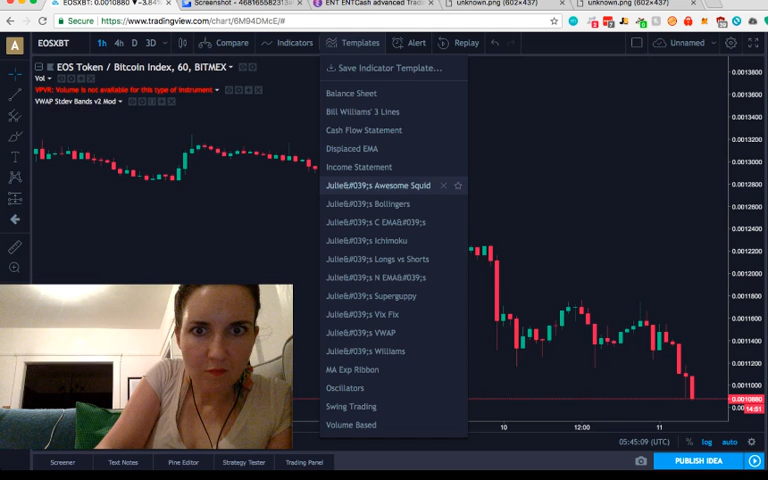 EOSXBT: 0.0010880 ▼−3.84%
Screenshot - 468165582313
ENT ENTCash advanced Trad
unknown.png (602×437)
unknown.png (602×437)
Secure
https://www.tradingview.com/chart/6M94DMcE/#
A
EOSXBT
1h 4h D 3D
Compare
Indicators
Templates
Alert
Replay
Unnamed
EOS Token / Bitcoin Index, 60, BITMEX
Vol
VPVR: Volume is not available for this type of instrument
VWAP Stdev Bands v2 Mod
Save Indicator Template...
Balance Sheet
Bill Williams' 3 Lines
Cash Flow Statement
Displaced EMA
Income Statement
Julie&#039;s Awesome Squid
Julie&#039;s Bollingers
Julie&#039;s C EMA&#039;s
Julie&#039;s Ichimoku
Julie&#039;s Longs vs Shorts
Julie&#039;s N EMA&#039;s
Julie&#039;s Superguppy
Julie&#039;s Vix Fix
Julie&#039;s VWAP
Julie&#039;s Williams
MA Exp Ribbon
Oscillators
Swing Trading
Volume Based
0.0013800
0.0013600
0.0013400
0.0013200
0.0013000
0.0012800
0.0012600
0.0012400
0.0012200
0.0012000
0.0011800
0.0011600
0.0011400
0.0011200
0.0011000
0.0010880
14:51
10
12:00
11
05:45:09 (UTC)
%
log
auto
Screener
Text Notes
Pine Editor
Strategy Tester
Trading Panel
PUBLISH IDEA